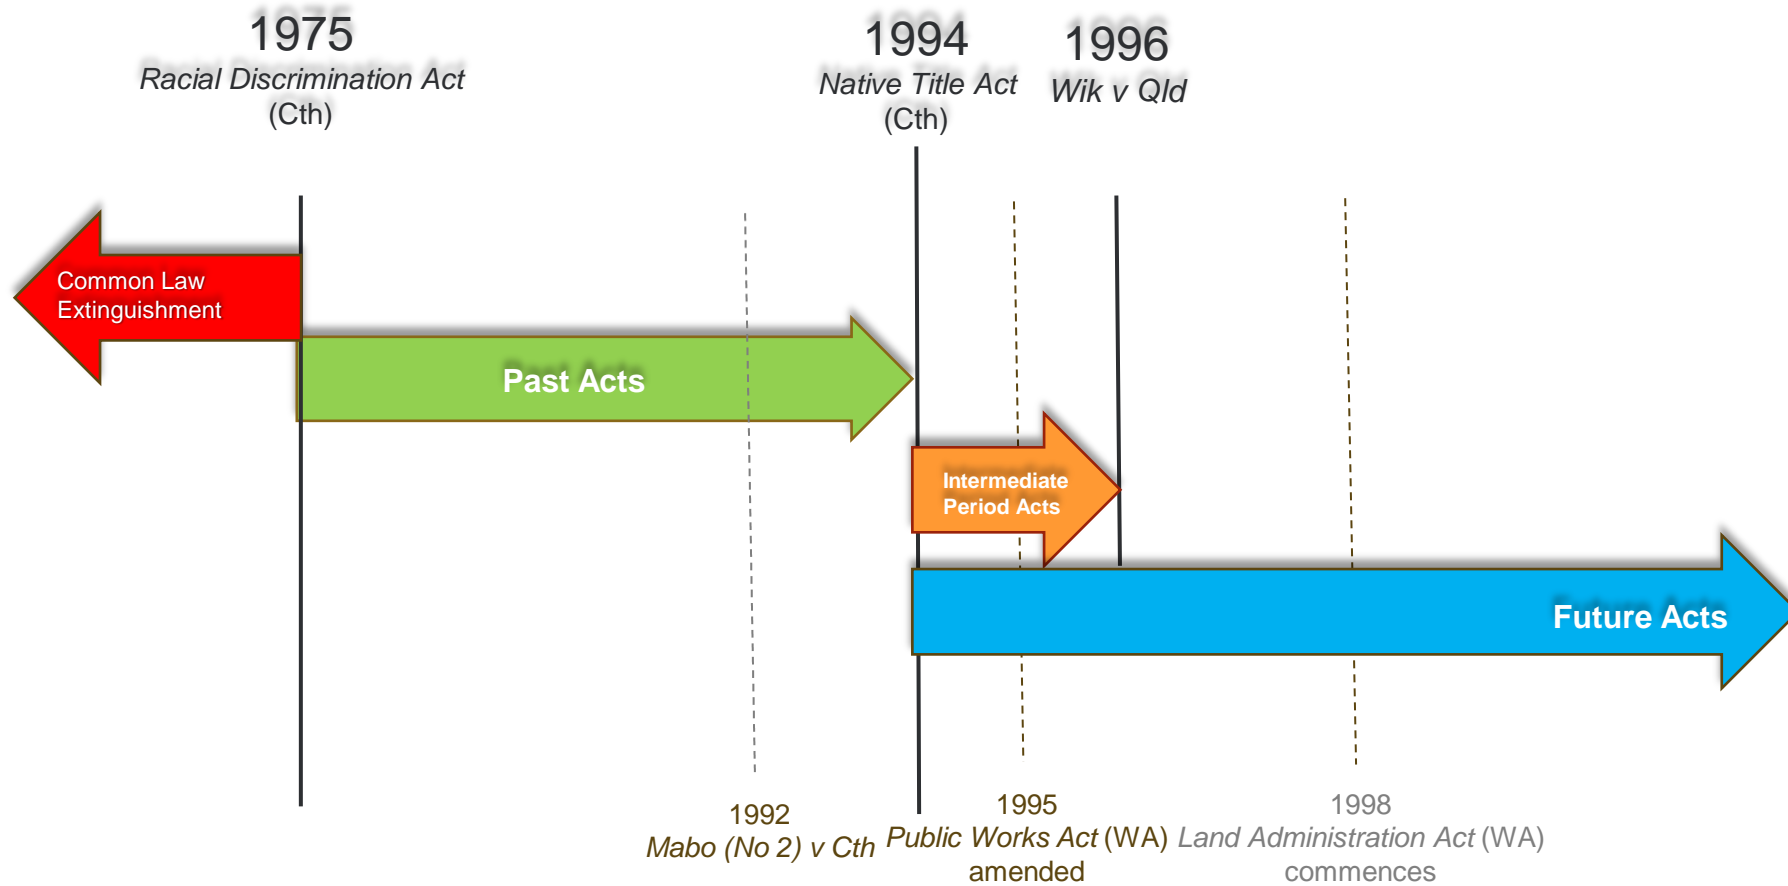 1975
Racial Discrimination Act
(Cth)
1994
Native Title Act
(Cth)
1996
Wik v Qld
Common Law
Extinguishment
Past Acts
Intermediate
Period Acts
Future Acts
1992
Mabo (No 2) v Cth
1995
Public Works Act (WA)
amended
1998
Land Administration Act (WA)
commences